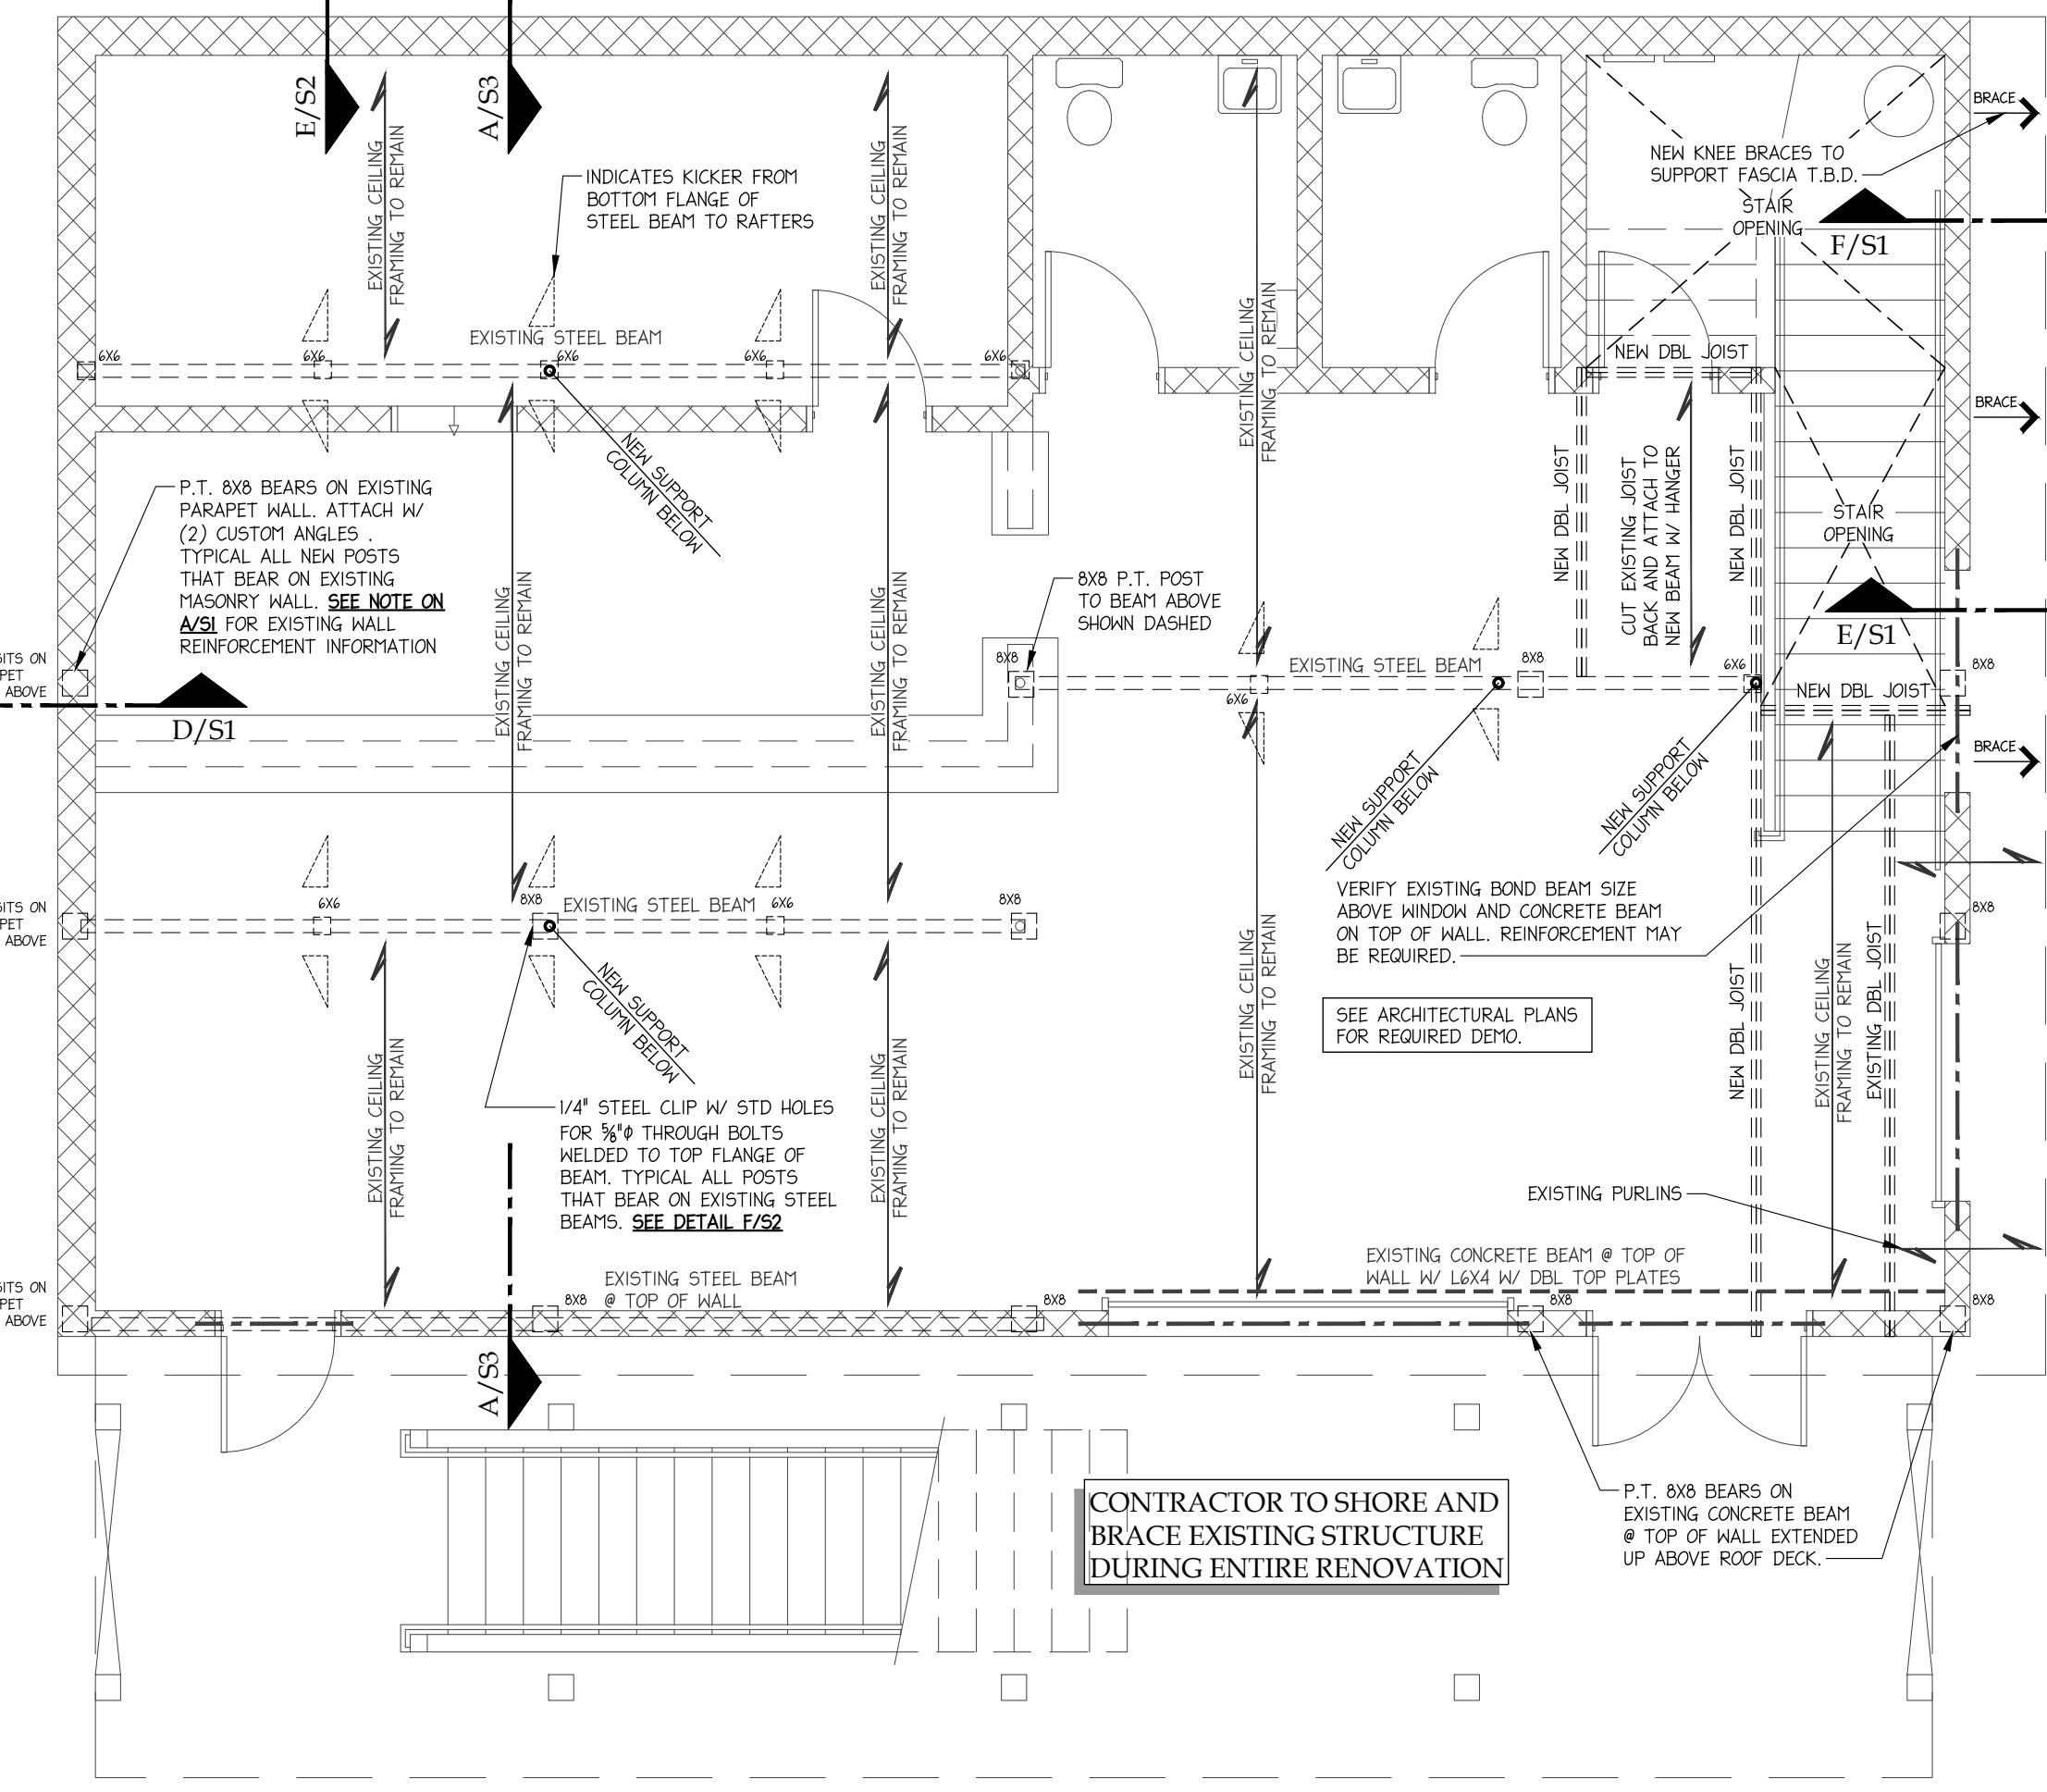 E/S2
A/S3
EXISTING CEILING
FRAMING TO REMAIN
EXISTING CEILING
FRAMING TO REMAIN
INDICATES KICKER FROM
BOTTOM FLANGE OF
STEEL BEAM TO RAFTERS
BRACE
NEW KNEE BRACES TO
SUPPORT FASCIA T.B.D.
STAIR
OPENING
F/S1
EXISTING CEILING
FRAMING TO REMAIN
EXISTING STEEL BEAM
6X6
6X6
6X6
6X6
6X6
NEW DBL JOIST
BRACE
NEW SUPPORT
COLUMN BELOW
P.T. 8X8 BEARS ON EXISTING
PARAPET WALL. ATTACH W/
(2) CUSTOM ANGLES .
TYPICAL ALL NEW POSTS
THAT BEAR ON EXISTING
MASONRY WALL. SEE NOTE ON
A/S1 FOR EXISTING WALL
REINFORCEMENT INFORMATION
NEW DBL JOIST
CUT EXISTING JOIST
BACK AND ATTACH TO
NEW BEAM W/ HANGER
NEW DBL JOIST
STAIR
OPENING
E/S1
EXISTING CEILING
FRAMING TO REMAIN
EXISTING CEILING
FRAMING TO REMAIN
8X8 P.T. POST
TO BEAM ABOVE
SHOWN DASHED
SITS ON
PET
ABOVE
D/S1
8X8
EXISTING STEEL BEAM
8X8
6X6
6X6
8X8
NEW DBL JOIST
BRACE
NEW SUPPORT
COLUMN BELOW
NEW SUPPORT
COLUMN BELOW
SITS ON
PET
ABOVE
6X6
8X8
EXISTING STEEL BEAM
6X6
8X8
8X8
VERIFY EXISTING BOND BEAM SIZE
ABOVE WINDOW AND CONCRETE BEAM
ON TOP OF WALL. REINFORCEMENT MAY
BE REQUIRED.
NEW SUPPORT
COLUMN BELOW
SEE ARCHITECTURAL PLANS
FOR REQUIRED DEMO.
EXISTING CEILING
FRAMING TO REMAIN
EXISTING CEILING
FRAMING TO REMAIN
EXISTING CEILING
FRAMING TO REMAIN
NEW DBL JOIST
EXISTING CEILING
FRAMING TO REMAIN
EXISTING DBL JOIST
1/4" STEEL CLIP W/ STD HOLES
FOR 5/8"Φ THROUGH BOLTS
WELDED TO TOP FLANGE OF
BEAM. TYPICAL ALL POSTS
THAT BEAR ON EXISTING STEEL
BEAMS. SEE DETAIL F/S2
EXISTING PURLINS
EXISTING CONCRETE BEAM @ TOP OF
WALL W/ L6X4 W/ DBL TOP PLATES
SITS ON
PET
ABOVE
EXISTING STEEL BEAM
@ TOP OF WALL
8X8
8X8
8X8
8X8
A/S3
CONTRACTOR TO SHORE AND
BRACE EXISTING STRUCTURE
DURING ENTIRE RENOVATION
P.T. 8X8 BEARS ON
EXISTING CONCRETE BEAM
@ TOP OF WALL EXTENDED
UP ABOVE ROOF DECK.